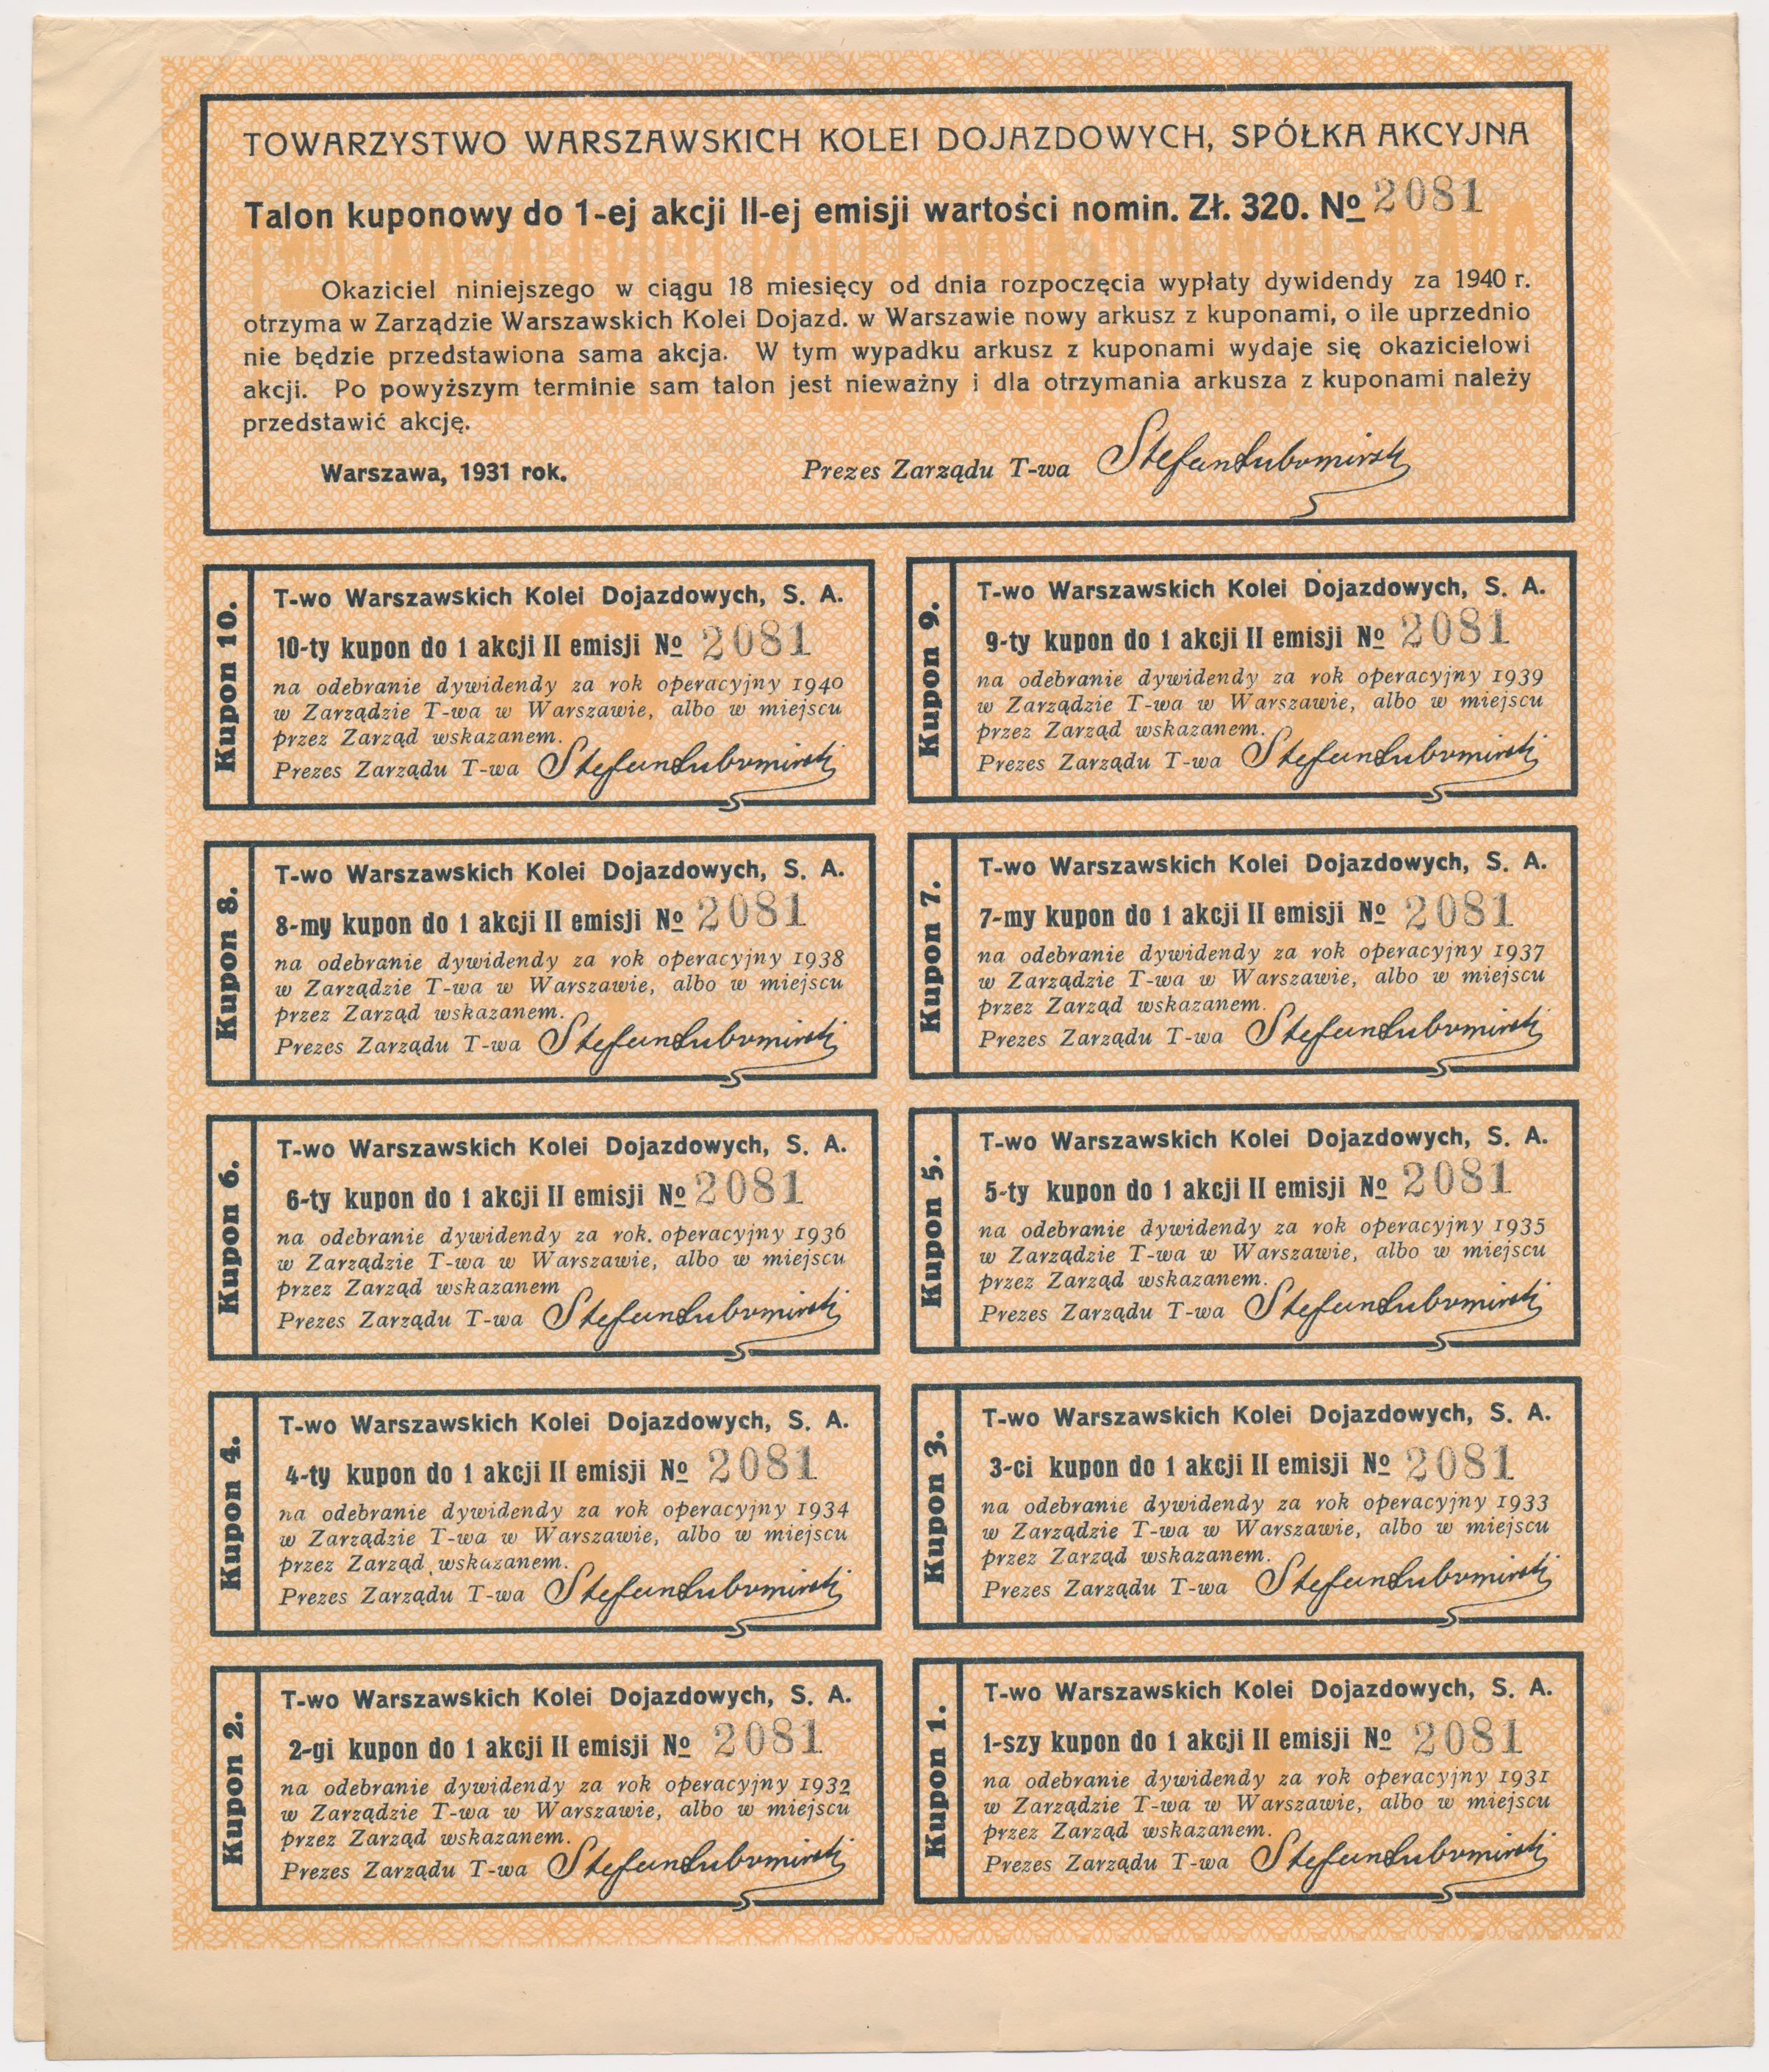 TOWARZYSTWO WARSZAWSKICH KOLEI DOJAZDOWYCH, SPÓŁKA AKCYJNA
Talon kuponowy do 1-ej akcji II-ej emisji wartości nomin. Zł. 320. № 2081
Okaziciel niniejszego w ciągu 18 miesięcy od dnia rozpoczęcia wypłaty dywidendy za 1940 r.
otrzyma w Zarządzie Warszawskich Kolei Dojazd. w Warszawie nowy arkusz z kuponami, o ile uprzednio
nie będzie przedstawiona sama akcja. W tym wypadku arkusz z kuponami wydaje się okazicielowi
akcji. Po powyższym terminie sam talon jest nieważny i dla otrzymania arkusza z kuponami należy
przedstawić akcję.
Warszawa, 1931 rok.
Prezes Zarządu T-wa Stefan Lubomirski
Kupon 10.
T-wo Warszawskich Kolei Dojazdowych, S. A.
10-ty kupon do 1 akcji II emisji № 2081
na odebranie dywidendy za rok operacyjny 1940
w Zarządzie T-wa w Warszawie, albo w miejscu
przez Zarząd wskazanem.
Prezes Zarządu T-wa Stefan Lubomirski
Kupon 9.
T-wo Warszawskich Kolei Dojazdowych, S. A.
9-ty kupon do 1 akcji II emisji № 2081
na odebranie dywidendy za rok operacyjny 1939
w Zarządzie T-wa w Warszawie, albo w miejscu
przez Zarząd wskazanem.
Prezes Zarządu T-wa Stefan Lubomirski
Kupon 8.
T-wo Warszawskich Kolei Dojazdowych, S. A.
8-my kupon do 1 akcji II emisji № 2081
na odebranie dywidendy za rok operacyjny 1938
w Zarządzie T-wa w Warszawie, albo w miejscu
przez Zarząd wskazanem.
Prezes Zarządu T-wa Stefan Lubomirski
Kupon 7.
T-wo Warszawskich Kolei Dojazdowych, S. A.
7-my kupon do 1 akcji II emisji № 2081
na odebranie dywidendy za rok operacyjny 1937
w Zarządzie T-wa w Warszawie, albo w miejscu
przez Zarząd wskazanem.
Prezes Zarządu T-wa Stefan Lubomirski
Kupon 6.
T-wo Warszawskich Kolei Dojazdowych, S. A.
6-ty kupon do 1 akcji II emisji № 2081
na odebranie dywidendy za rok. operacyjny 1936
w Zarządzie T-wa w Warszawie, albo w miejscu
przez Zarząd wskazanem
Prezes Zarządu T-wa Stefan Lubomirski
Kupon 5.
T-wo Warszawskich Kolei Dojazdowych, S. A.
5-ty kupon do 1 akcji II emisji № 2081
na odebranie dywidendy za rok operacyjny 1935
w Zarządzie T-wa w Warszawie, albo w miejscu
przez Zarząd wskazanem.
Prezes Zarządu T-wa Stefan Lubomirski
Kupon 4.
T-wo Warszawskich Kolei Dojazdowych, S. A.
4-ty kupon do 1 akcji II emisji № 2081
na odebranie dywidendy za rok operacyjny 1934
w Zarządzie T-wa w Warszawie, albo w miejscu
przez Zarząd wskazanem.
Prezes Zarządu T-wa Stefan Lubomirski
Kupon 3.
T-wo Warszawskich Kolei Dojazdowych, S. A.
3-ci kupon do 1 akcji II emisji № 2081
na odebranie dywidendy za rok operacyjny 1933
w Zarządzie T-wa w Warszawie, albo w miejscu
przez Zarząd wskazanem.
Prezes Zarządu T-wa Stefan Lubomirski
Kupon 2.
T-wo Warszawskich Kolei Dojazdowych, S. A.
2-gi kupon do 1 akcji II emisji № 2081
na odebranie dywidendy za rok operacyjny 1932
w Zarządzie T-wa w Warszawie, albo w miejscu
przez Zarząd wskazanem.
Prezes Zarządu T-wa Stefan Lubomirski
Kupon 1.
T-wo Warszawskich Kolei Dojazdowych, S. A.
1-szy kupon do 1 akcji II emisji № 2081
na odebranie dywidendy za rok operacyjny 1931
w Zarządzie T-wa w Warszawie, albo w miejscu
przez Zarząd wskazanem.
Prezes Zarządu T-wa Stefan Lubomirski